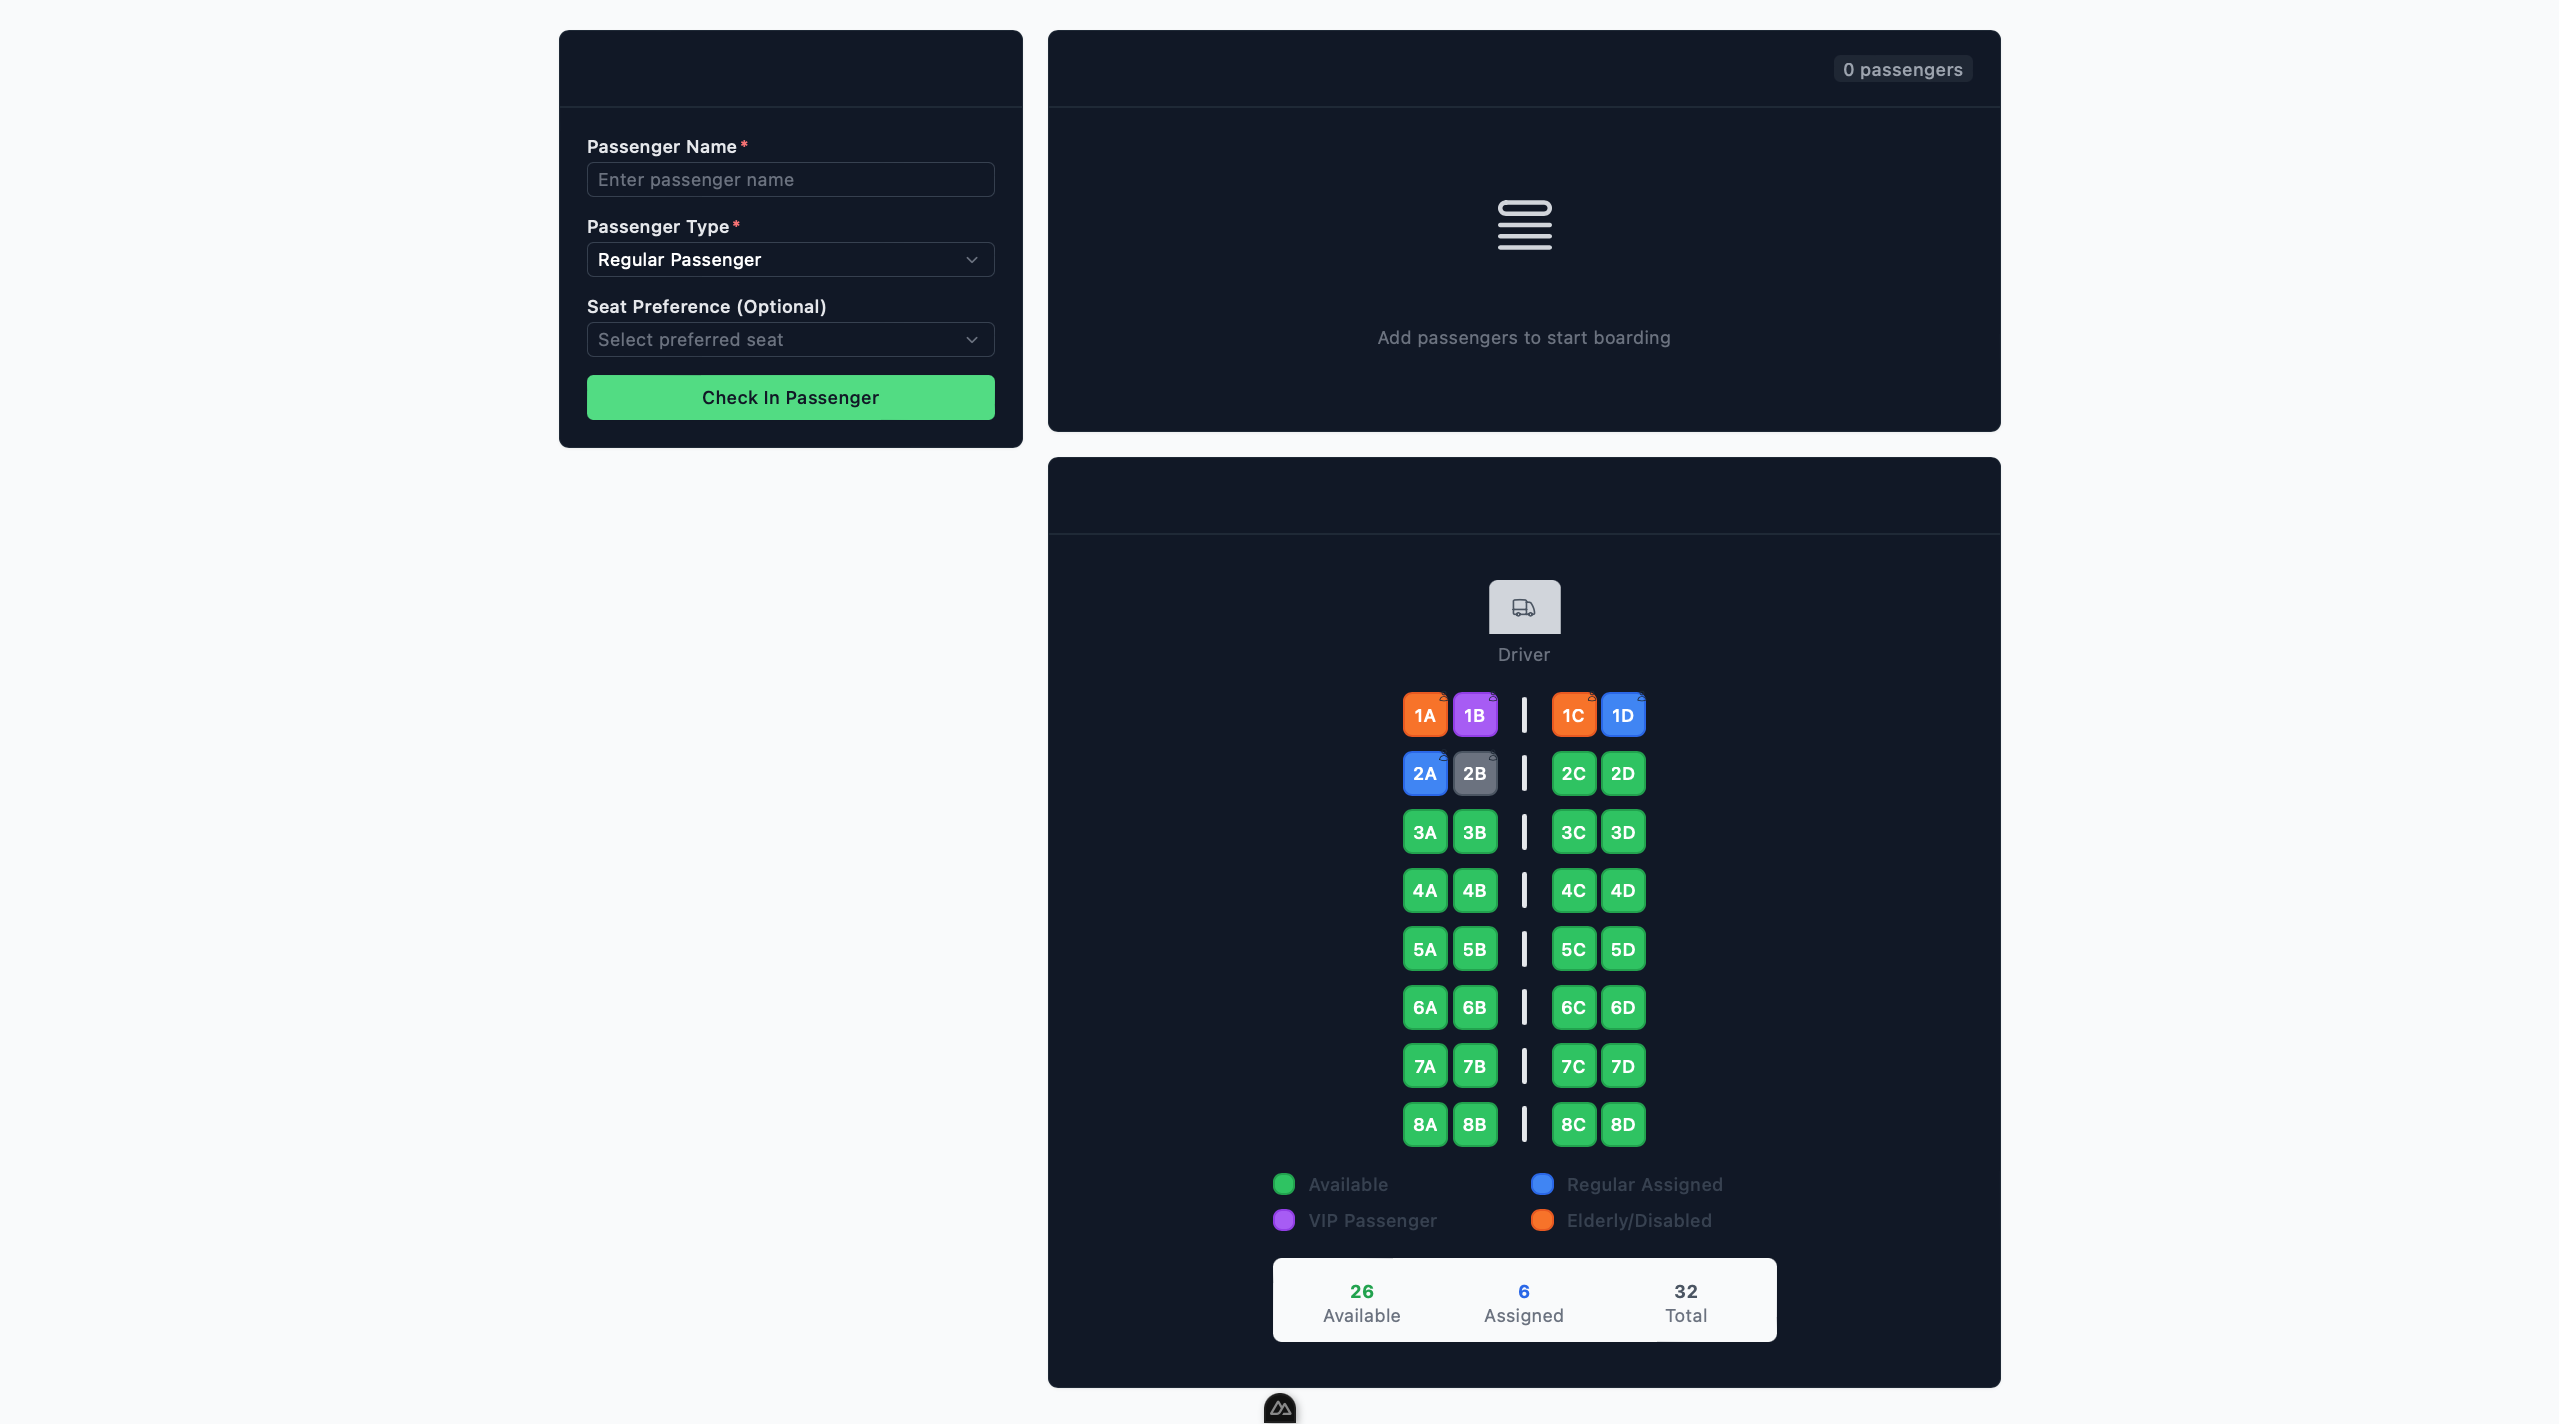 Passenger Name*
Enter passenger name
Passenger Type*
Regular Passenger
Seat Preference (Optional)
Select preferred seat
Check In Passenger
0 passengers
Add passengers to start boarding
Driver
1A 1B 1C 1D
2A 2B 2C 2D
3A 3B 3C 3D
4A 4B 4C 4D
5A 5B 5C 5D
6A 6B 6C 6D
7A 7B 7C 7D
8A 8B 8C 8D
Available Regular Assigned
VIP Passenger Elderly/Disabled
26 6 32
Available Assigned Total